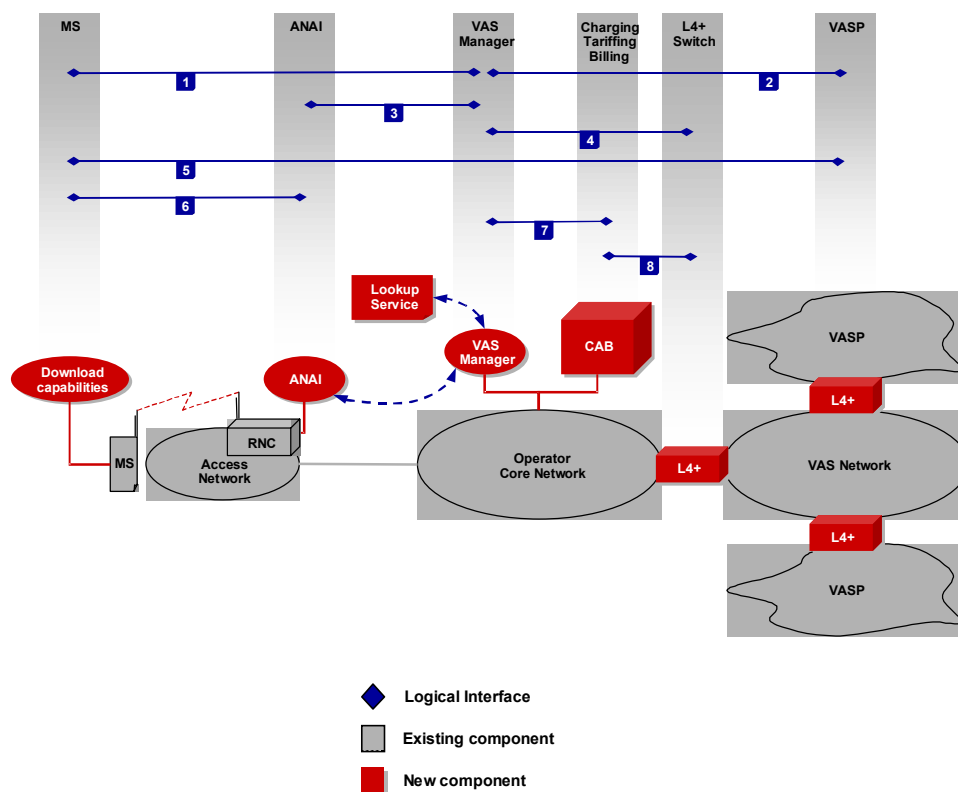 MS
ANAI
VAS
Manager
Charging
Tariffing
Billing
L4+
Switch
VASP
1
2
3
4
5
6
7
8
Lookup
Service
VAS
Manager
CAB
VASP
Download
capabilities
ANAI
L4+
RNC
MS
Access
Network
Operator
Core Network
L4+
VAS Network
L4+
VASP
Logical Interface
Existing component
New component